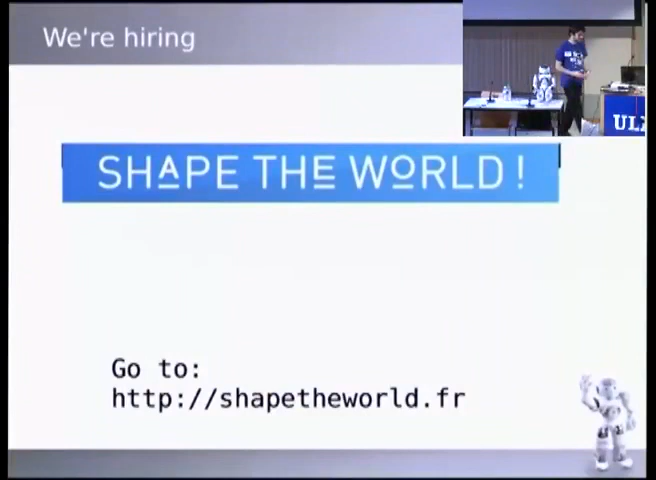 We're hiring
SHAPE THE WORLD!
Go to:
http://shapetheworld.fr